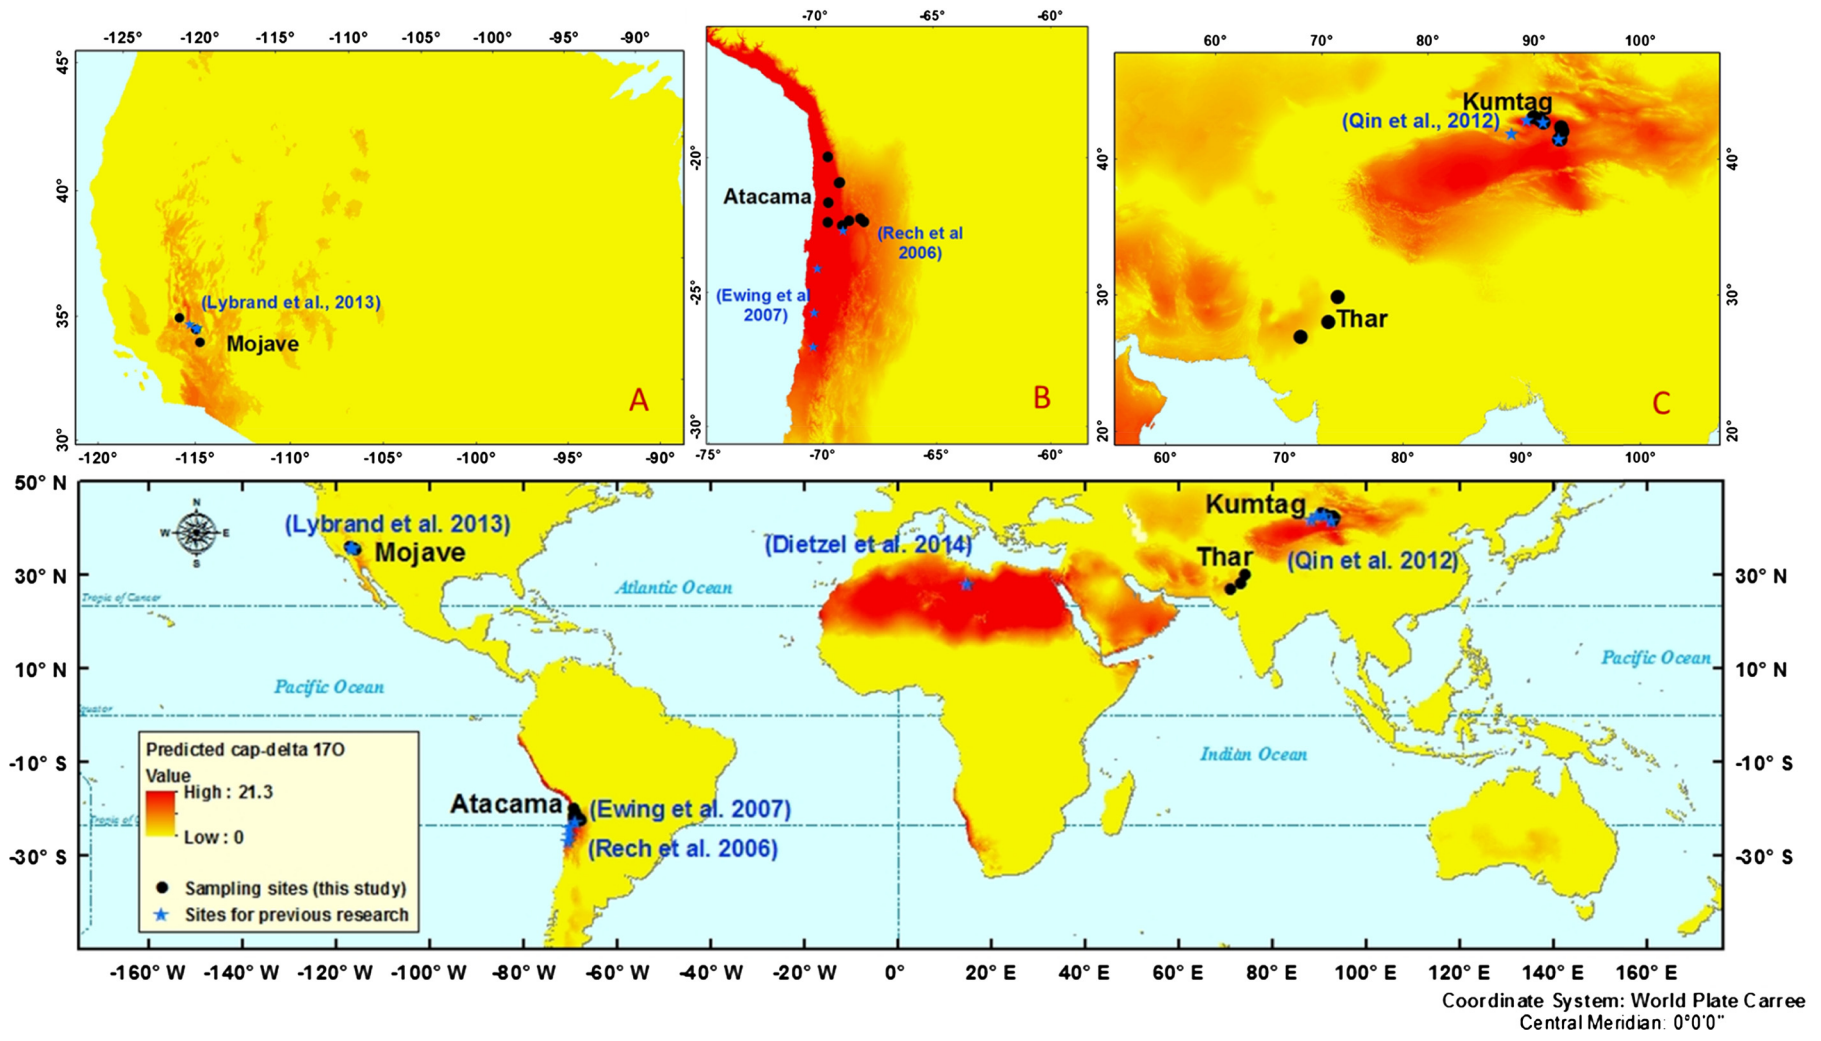 -125° -120° -115° -110° -105° -100° -95° -90°
45°
40°
35°
30°
(Lybrand et al., 2013)
Mojave
A
-120° -115° -110° -105° -100° -95° -90°
-70° -65° -60°
-20°
-25°
-30°
Atacama
(Rech et al
2006)
(Ewing et al
2007)
B
-75° -70° -65° -60°
60° 70° 80° 90° 100°
40° 40°
30° 30°
20° 20°
Kumtag
(Qin et al., 2012)
Thar
C
60° 70° 80° 90° 100°
50° N
30° N 30° N
10° N 10° N
-10° S -10° S
-30° S -30° S
N
W E
S
(Lybrand et al. 2013)
Mojave
(Dietzel et al. 2014)
Kumtag
Thar
(Qin et al. 2012)
Atlantic Ocean
Tropic of Cancer
Pacific Ocean
Pacific Ocean
Indian Ocean
Atacama
(Ewing et al. 2007)
(Rech et al. 2006)
Predicted cap-delta 17O
Value
High : 21.3
Low : 0
Sampling sites (this study)
Sites for previous research
-160° W -140° W -120° W -100° W -80° W -60° W -40° W -20° W 0° 20° E 40° E 60° E 80° E 100° E 120° E 140° E 160° E
Coordinate System: World Plate Carree
Central Meridian: 0°0'0"